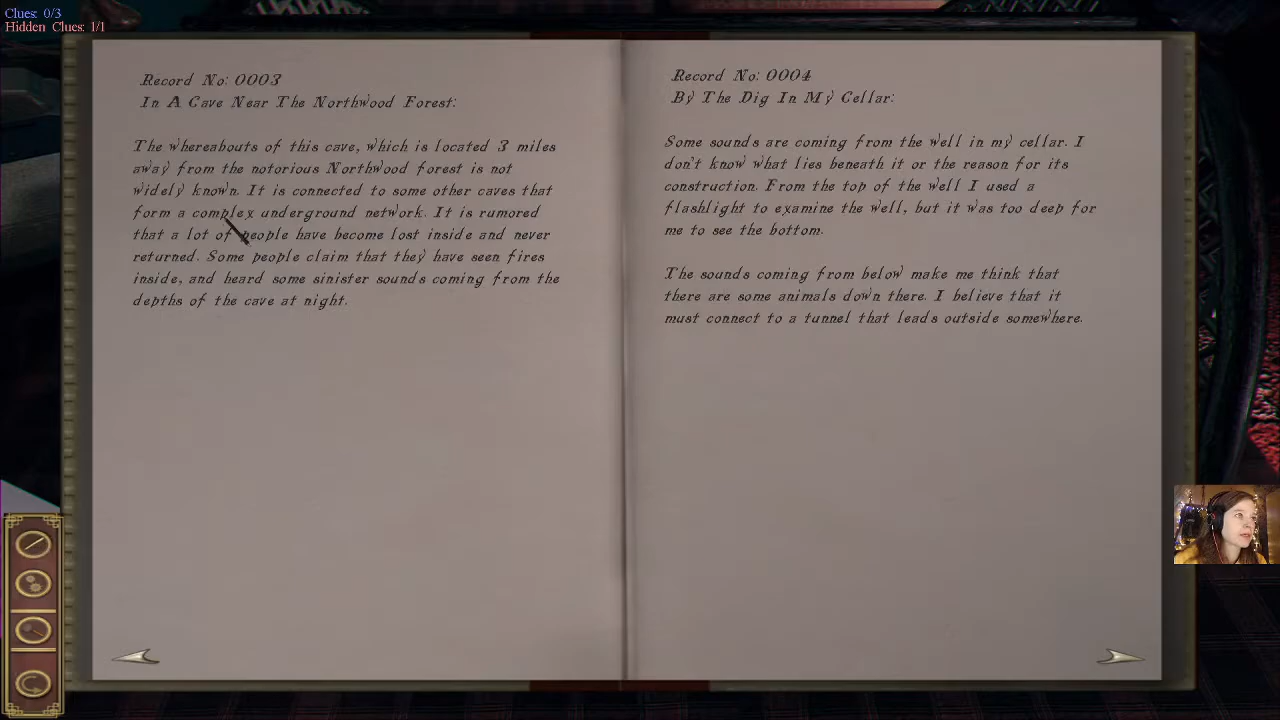 Clues: 0/3
Hidden Clues: 1/1
Record No: 0003
In A Cave Near The Northwood Forest:
The whereabouts of this cave, which is located 3 miles
away from the notorious Northwood forest is not
widely known. It is connected to some other caves that
form a complex underground network. It is rumored
that a lot of people have become lost inside and never
returned. Some people claim that they have seen fires
inside, and heard some sinister sounds coming from the
depths of the cave at night.
Record No: 0004
By The Dig In My Cellar:
Some sounds are coming from the well in my cellar. I
don't know what lies beneath it or the reason for its
construction. From the top of the well I used a
flashlight to examine the well, but it was too deep for
me to see the bottom.
The sounds coming from below make me think that
there are some animals down there. I believe that it
must connect to a tunnel that leads outside somewhere.